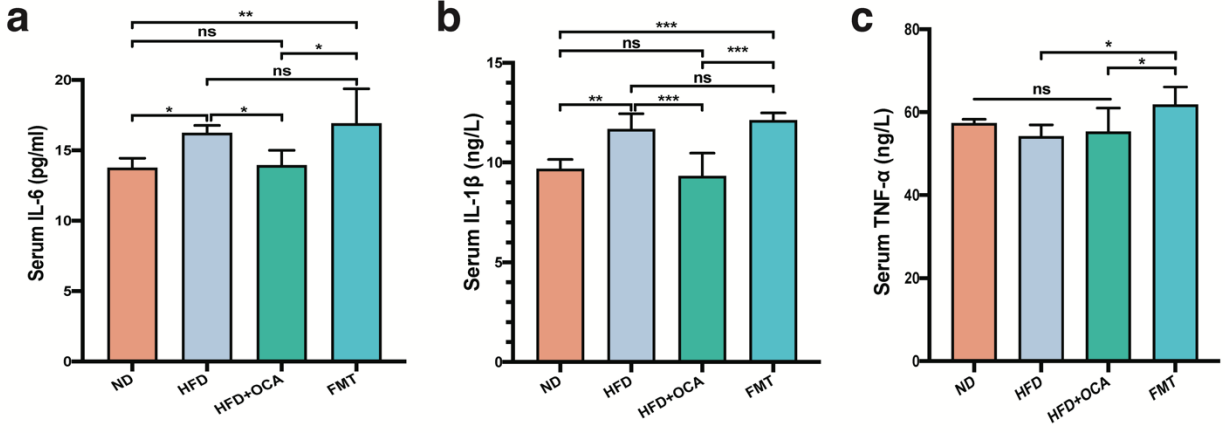 a
**
ns
*
ns
*
*
20
15
10
5
0
Serum IL-6 (pg/ml)
ND
HFD
HFD+OCA
FMT
b
***
ns
***
ns
**
***
15
10
5
0
Serum IL-1β (ng/L)
ND
HFD
HFD+OCA
FMT
c
*
*
ns
80
60
60
20
0
Serum TNF-α (ng/L)
ND
HFD
HFD+OCA
FMT